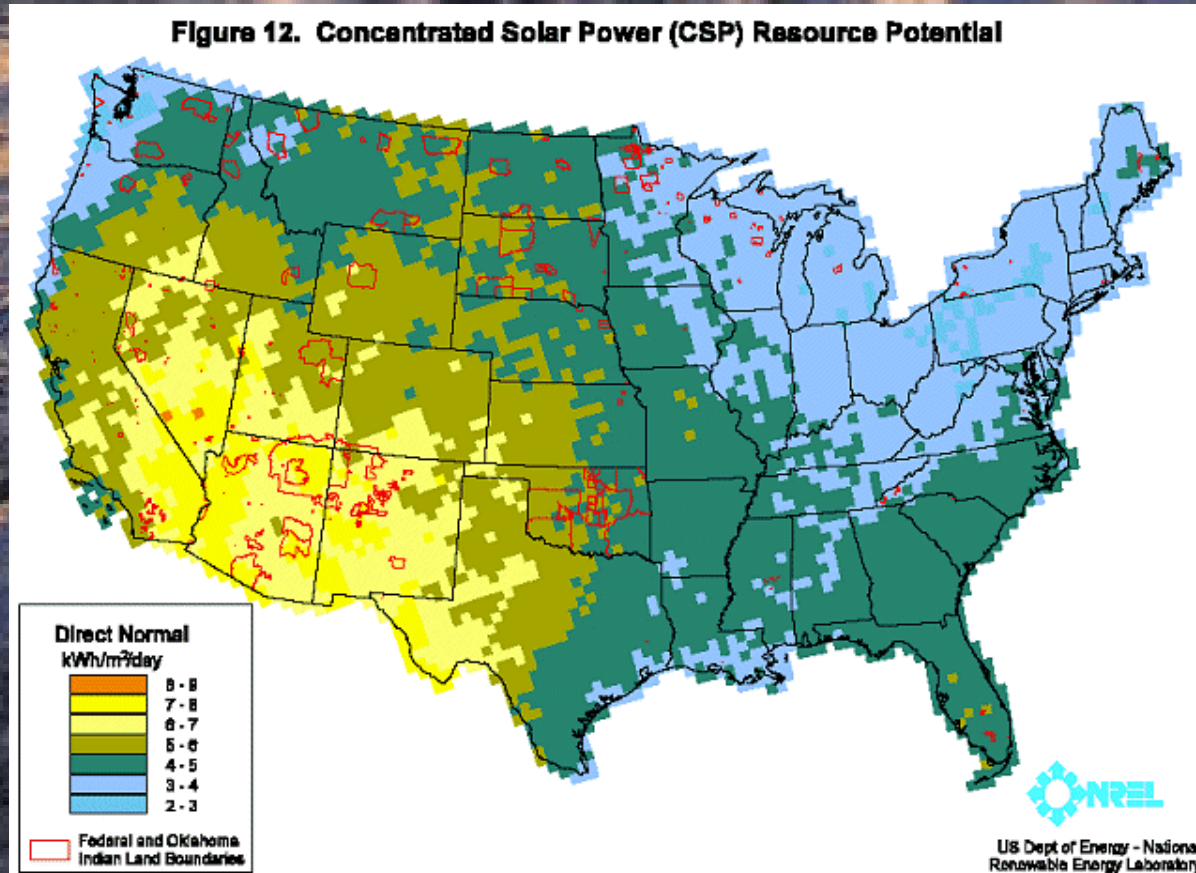 Figure 12. Concentrated Solar Power (CSP) Resource Potential
Direct Normal
kWh/m²/day
8 - 9
7 - 8
6 - 7
5 - 6
4 - 5
3 - 4
2 - 3
Federal and Oklahoma
Indian Land Boundaries
NREL
US Dept of Energy - National
Renewable Energy Laboratory